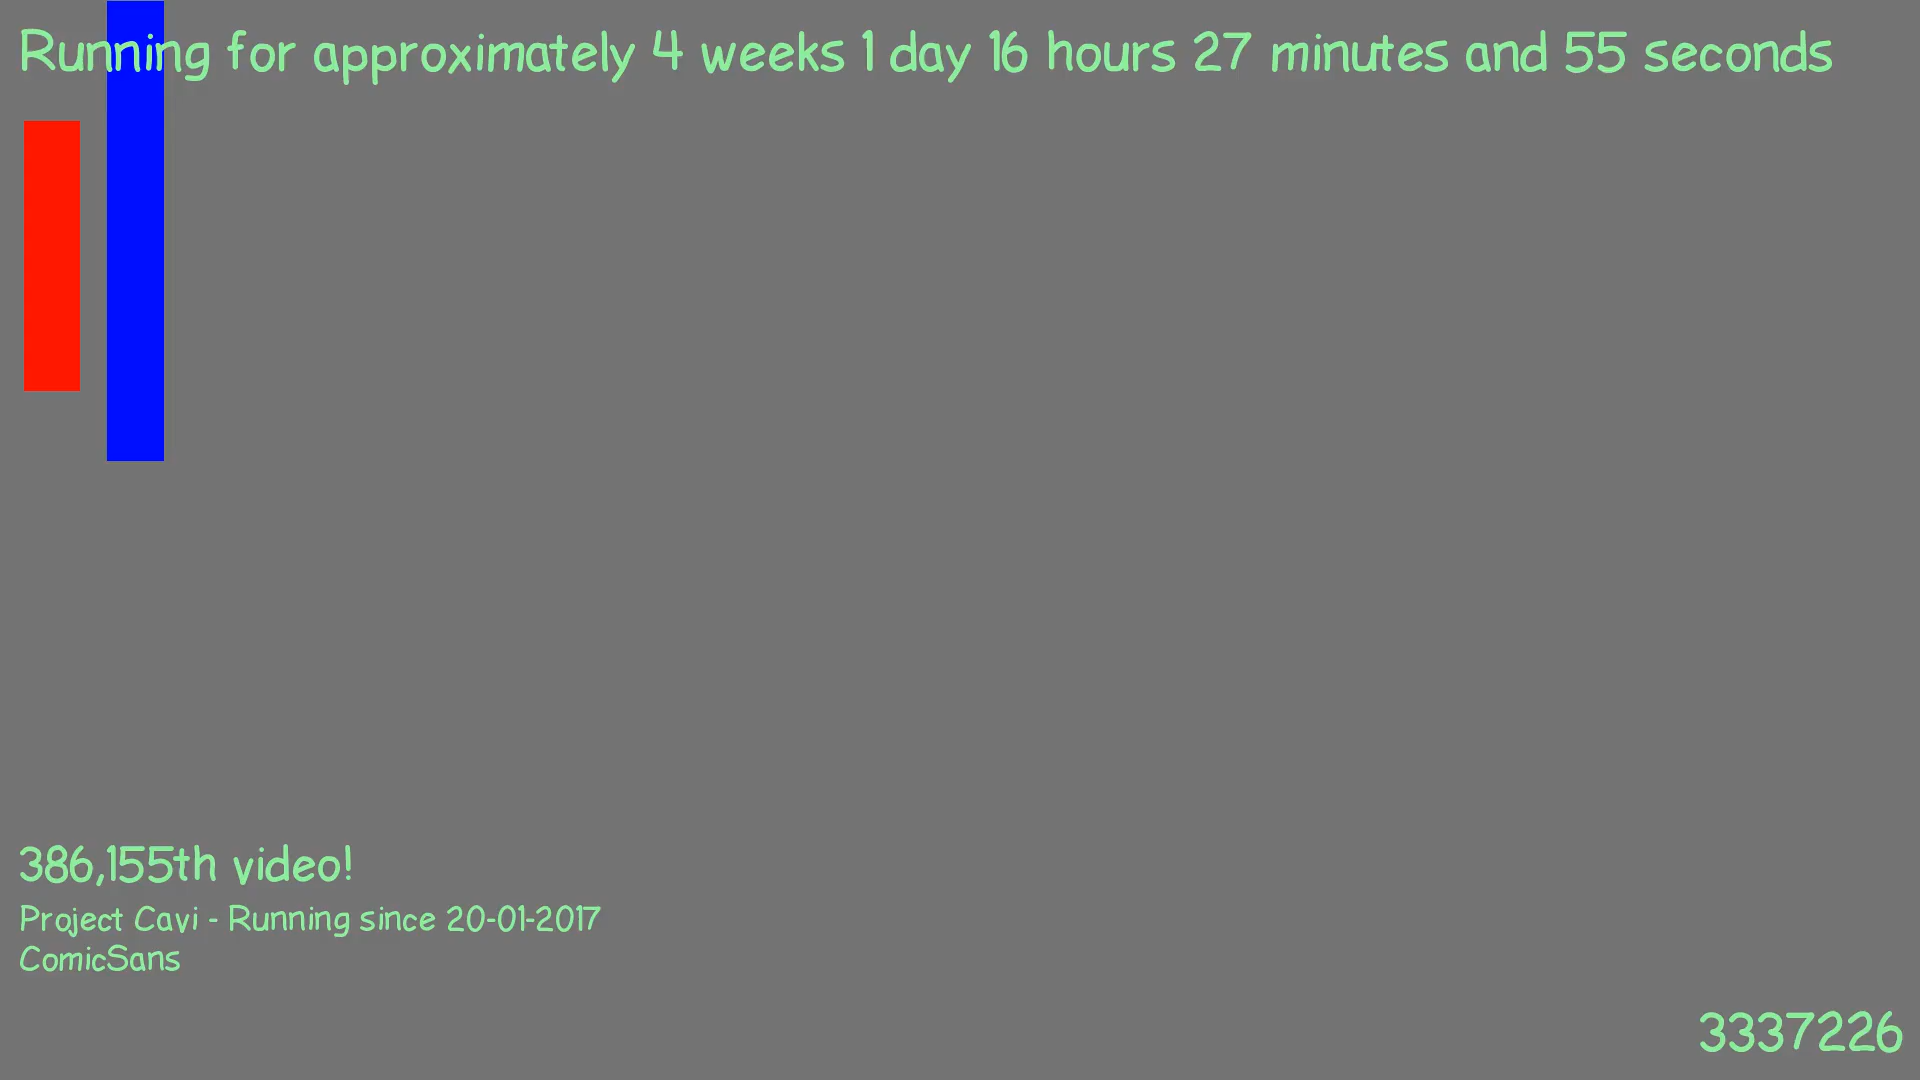 Running for approximately 4 weeks 1 day 16 hours 27 minutes and 55 seconds
386,155th video!
Project Cavi - Running since 20-01-2017
ComicSans
3337226